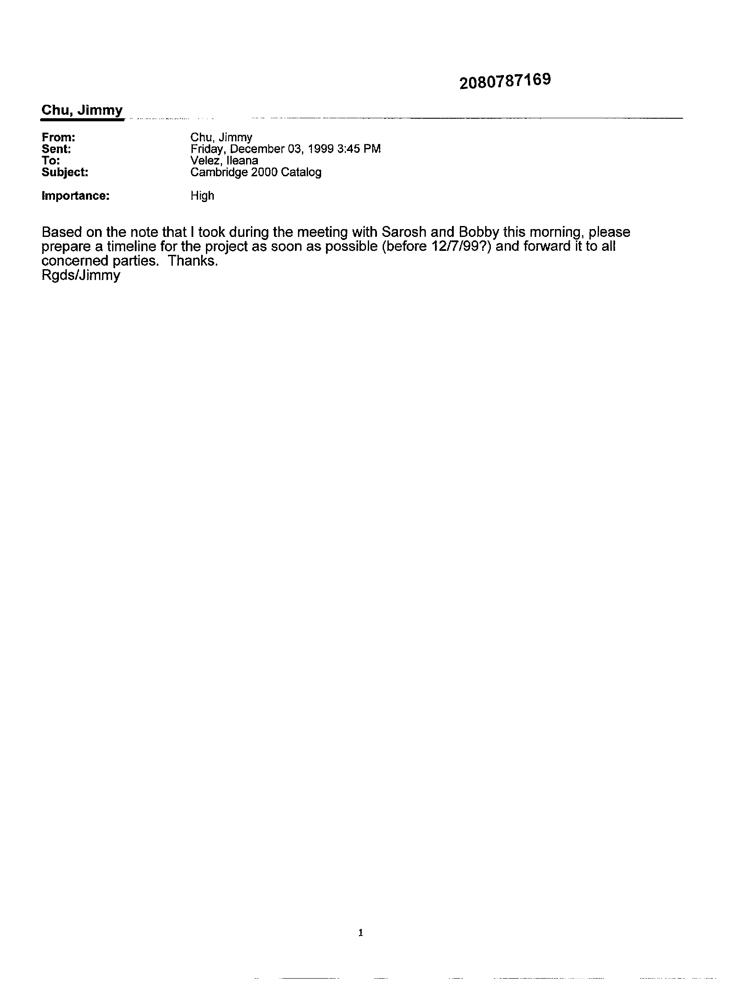 2080787169
Chu, Jimmy
From: Chu, Jimmy
Sent: Friday, December 03, 1999 3:45 PM
To: Velez, Ileana
Subject: Cambridge 2000 Catalog
Importance: High
Based on the note that I took during the meeting with Sarosh and Bobby this morning, please
prepare a timeline for the project as soon as possible (before 12/7/99?) and forward it to all
concerned parties.  Thanks.
Rgds/Jimmy
1